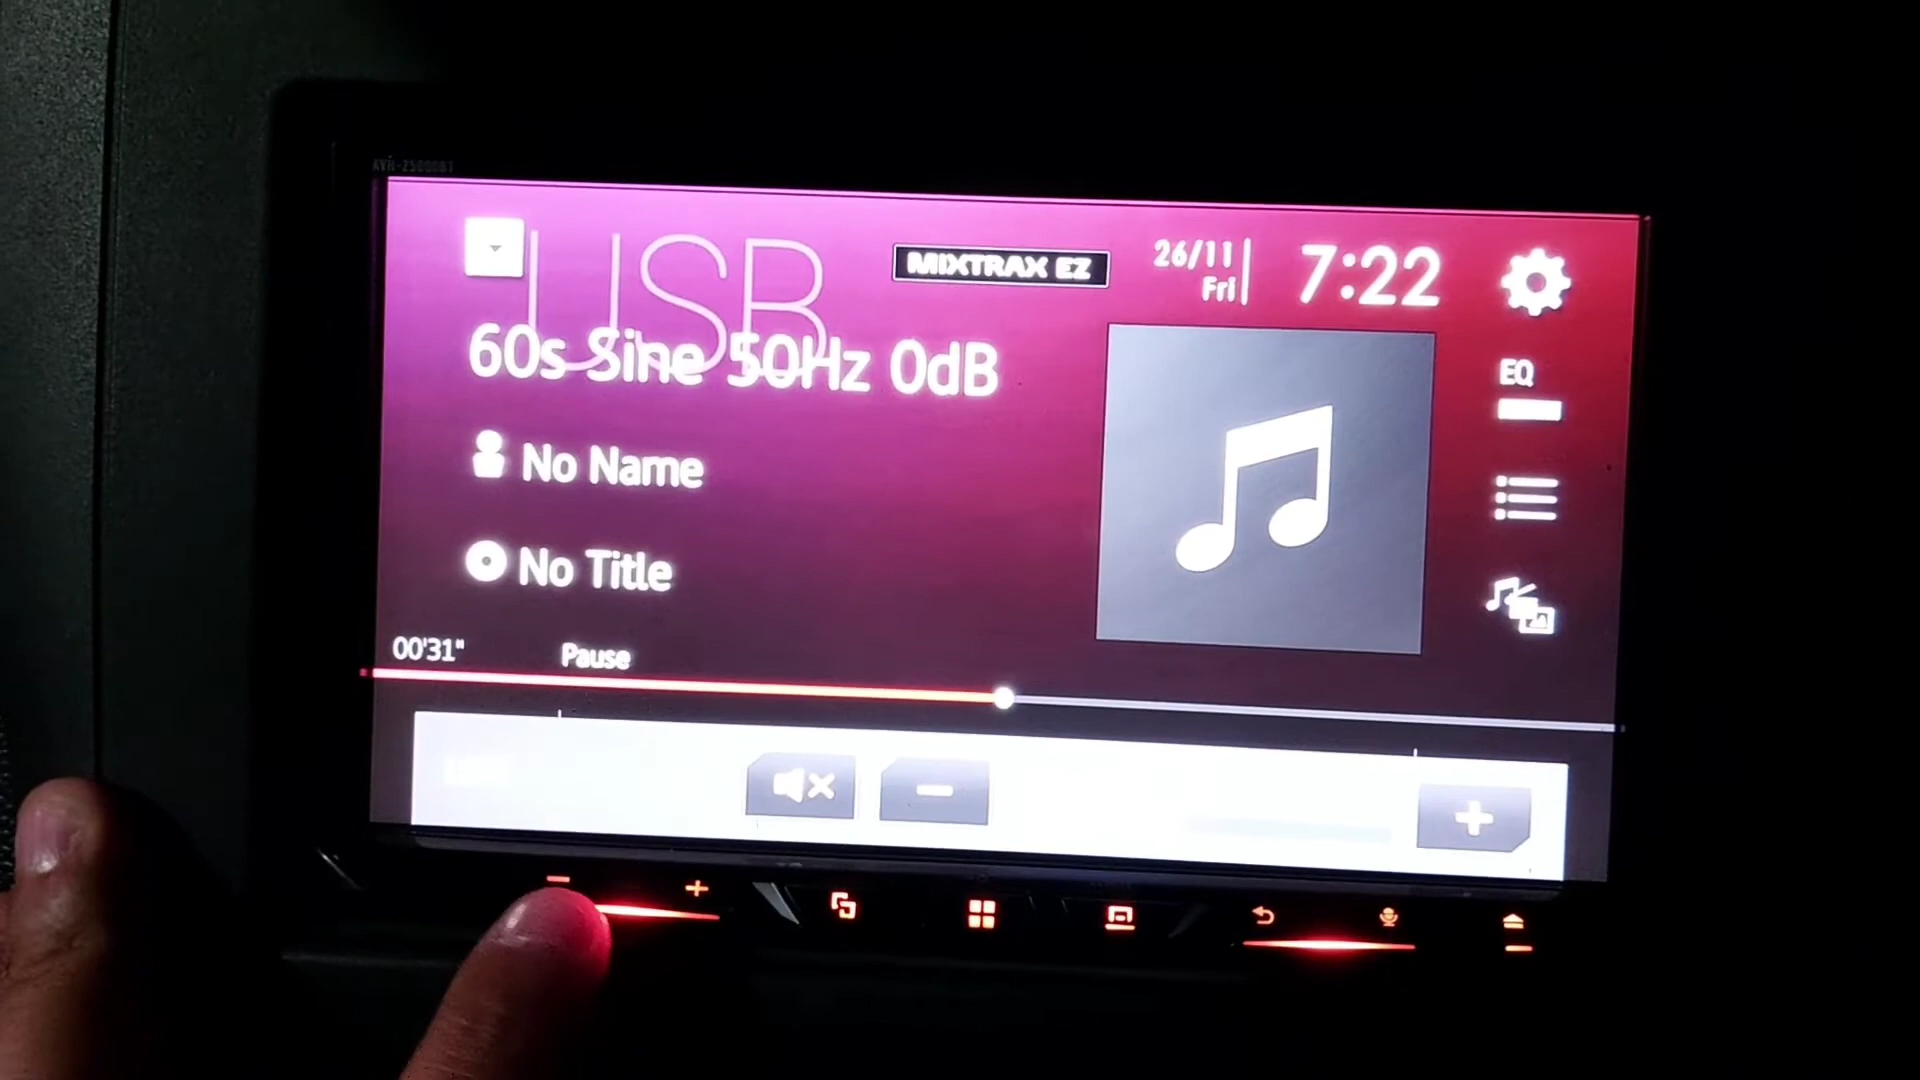 USB
MIXTRAX EZ
26/11
Fri
7:22
60s Sine 50Hz 0dB
EQ
No Name
No Title
00'31"
Pause